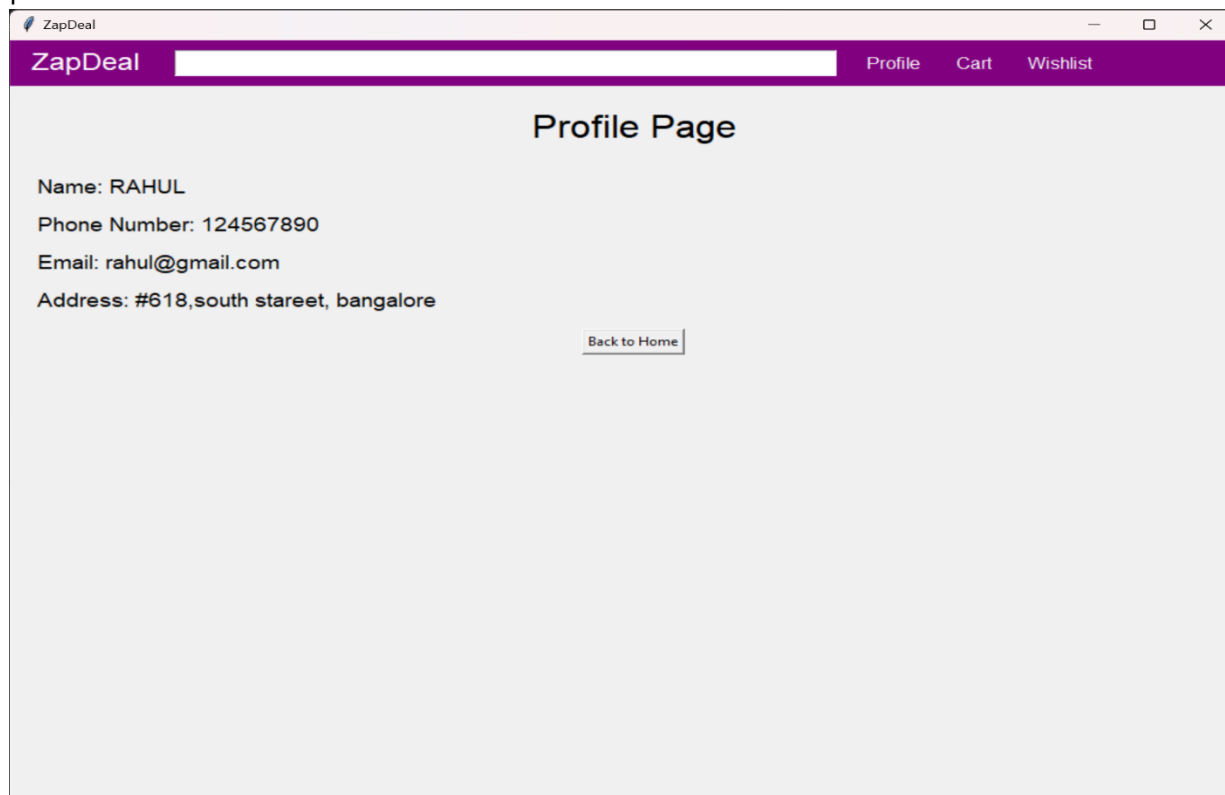 ZapDeal
ZapDeal Profile Cart Wishlist
Profile Page
Name: RAHUL
Phone Number: 124567890
Email: rahul@gmail.com
Address: #618,south stareet, bangalore
Back to Home